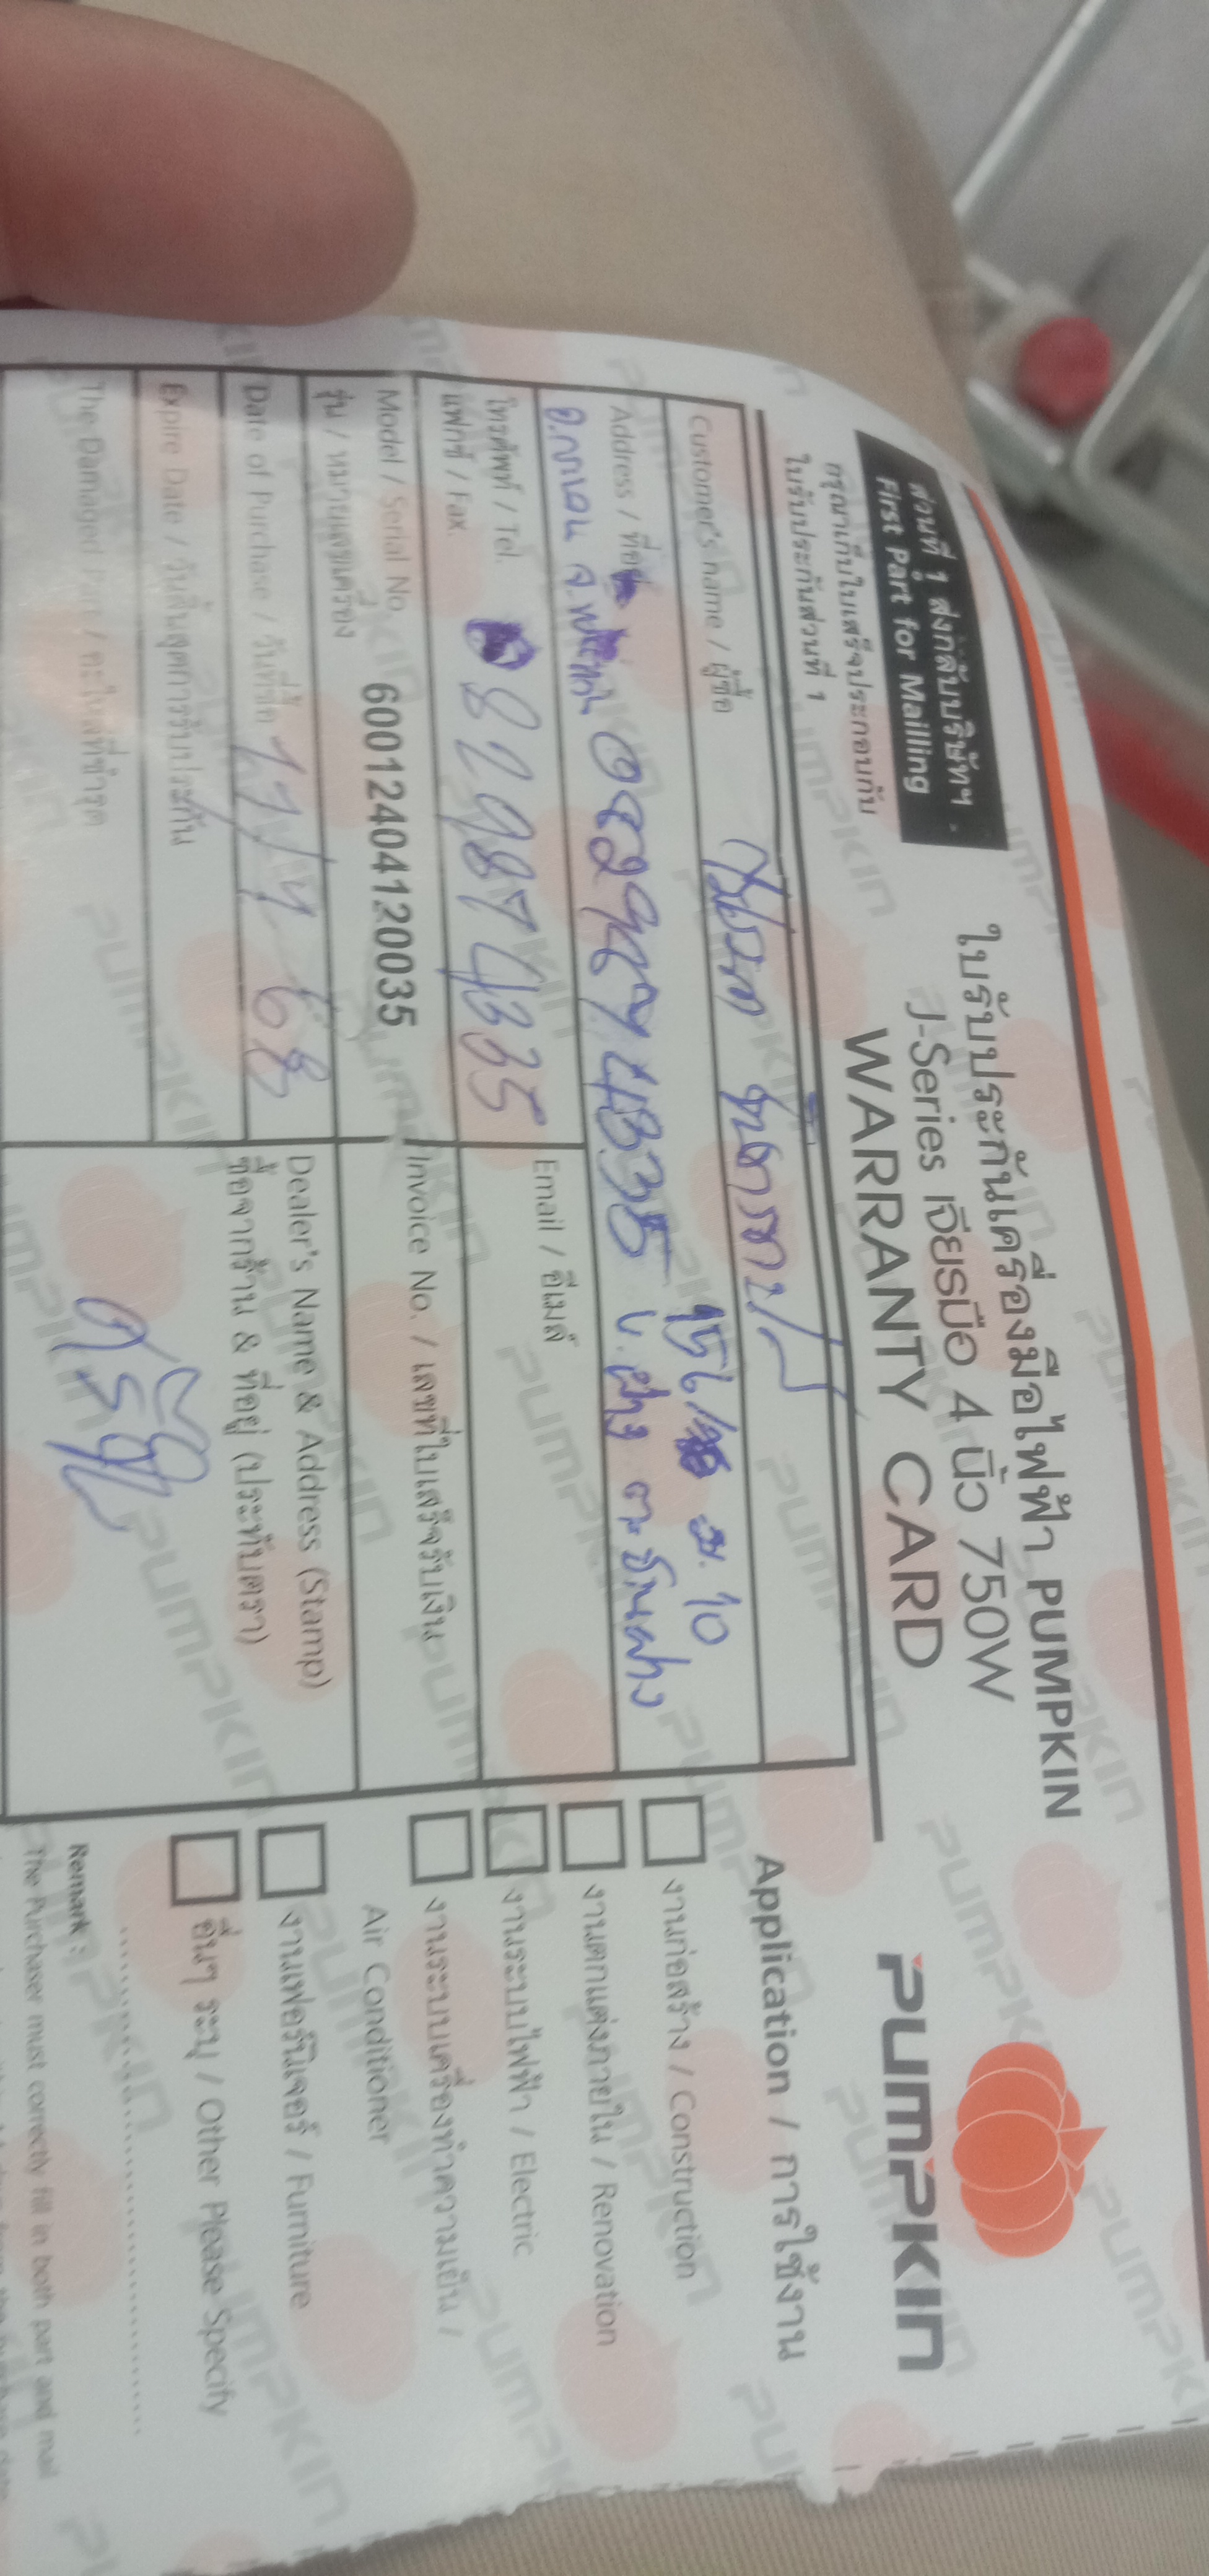 ส่วนที่ 1 ส่งกลับบริษัทฯ
First Part for Mailling
กรุณาเก็บใบเสร็จประกอบกับ
ใบรับประกันส่วนที่ 1
ใบรับประกันเครื่องมือไฟฟ้า PUMPKIN
J-Series เจียรมือ 4 นิ้ว 750W
WARRANTY CARD
PUMPKIN
Customer's name / ผู้ซื้อ
ม. 10
Address / ที่อยู่ 0829874335 บ. ฝาง ต.
จ.
โทรศัพท์ / Tel.
แฟกซ์ / Fax.
829874335
Email / อีเมล์
Model / Serial No.
รุ่น / หมายเลขเครื่อง
60012404120035
Invoice No. / เลขที่ใบเสร็จรับเงิน
Date of Purchase / วันที่ซื้อ 68
Expire Date / วันสิ้นสุดการรับประกัน
Dealer's Name & Address (Stamp)
ซื้อจากร้าน & ที่อยู่ (ประทับตรา)
The Damaged Part / อะไหล่ที่ชำรุด
Application / การใช้งาน
งานก่อสร้าง / Construction
งานตกแต่งภายใน / Renovation
งานระบบไฟฟ้า / Electric
งานระบบเครื่องทำความเย็น /
Air Conditioner
งานเฟอร์นิเจอร์ / Furniture
อื่นๆ ระบุ / Other Please Specify
Remark :
The Purchaser must correctly fill in both part and mail